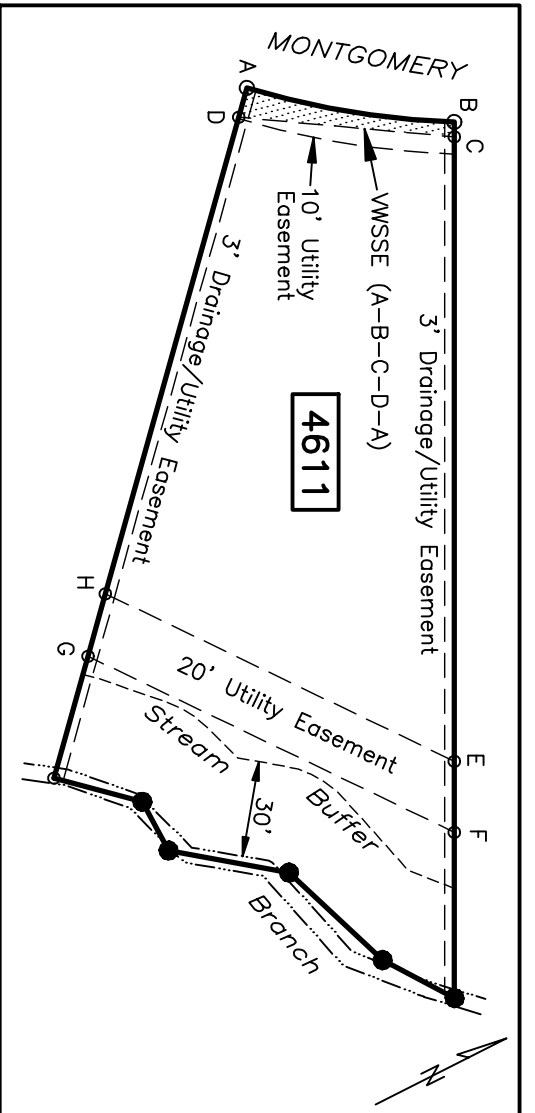 MONTGOMERY
A
B
C
D
VWSSE (A-B-C-D-A)
10' Utility
Easement
3' Drainage/Utility Easement
3' Drainage/Utility Easement
4611
H
G
E
F
20' Utility Easement
Stream Buffer
30'
Branch
N